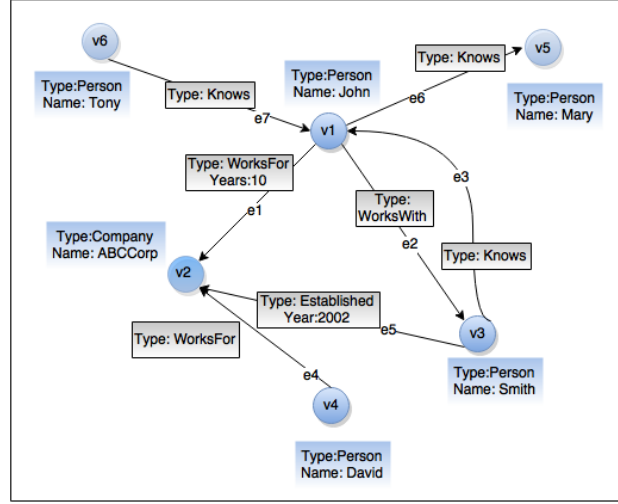 v6
Type:Person
Name: Tony
Type: Knows
e7
Type:Person
Name: John
v1
Type: Knows
e6
v5
Type:Person
Name: Mary
Type: WorksFor
Years:10
e1
Type:
WorksWith
e2
e3
Type: Knows
Type:Company
Name: ABCCorp
v2
Type: Established
Year:2002
e5
v3
Type:Person
Name: Smith
Type: WorksFor
e4
v4
Type:Person
Name: David